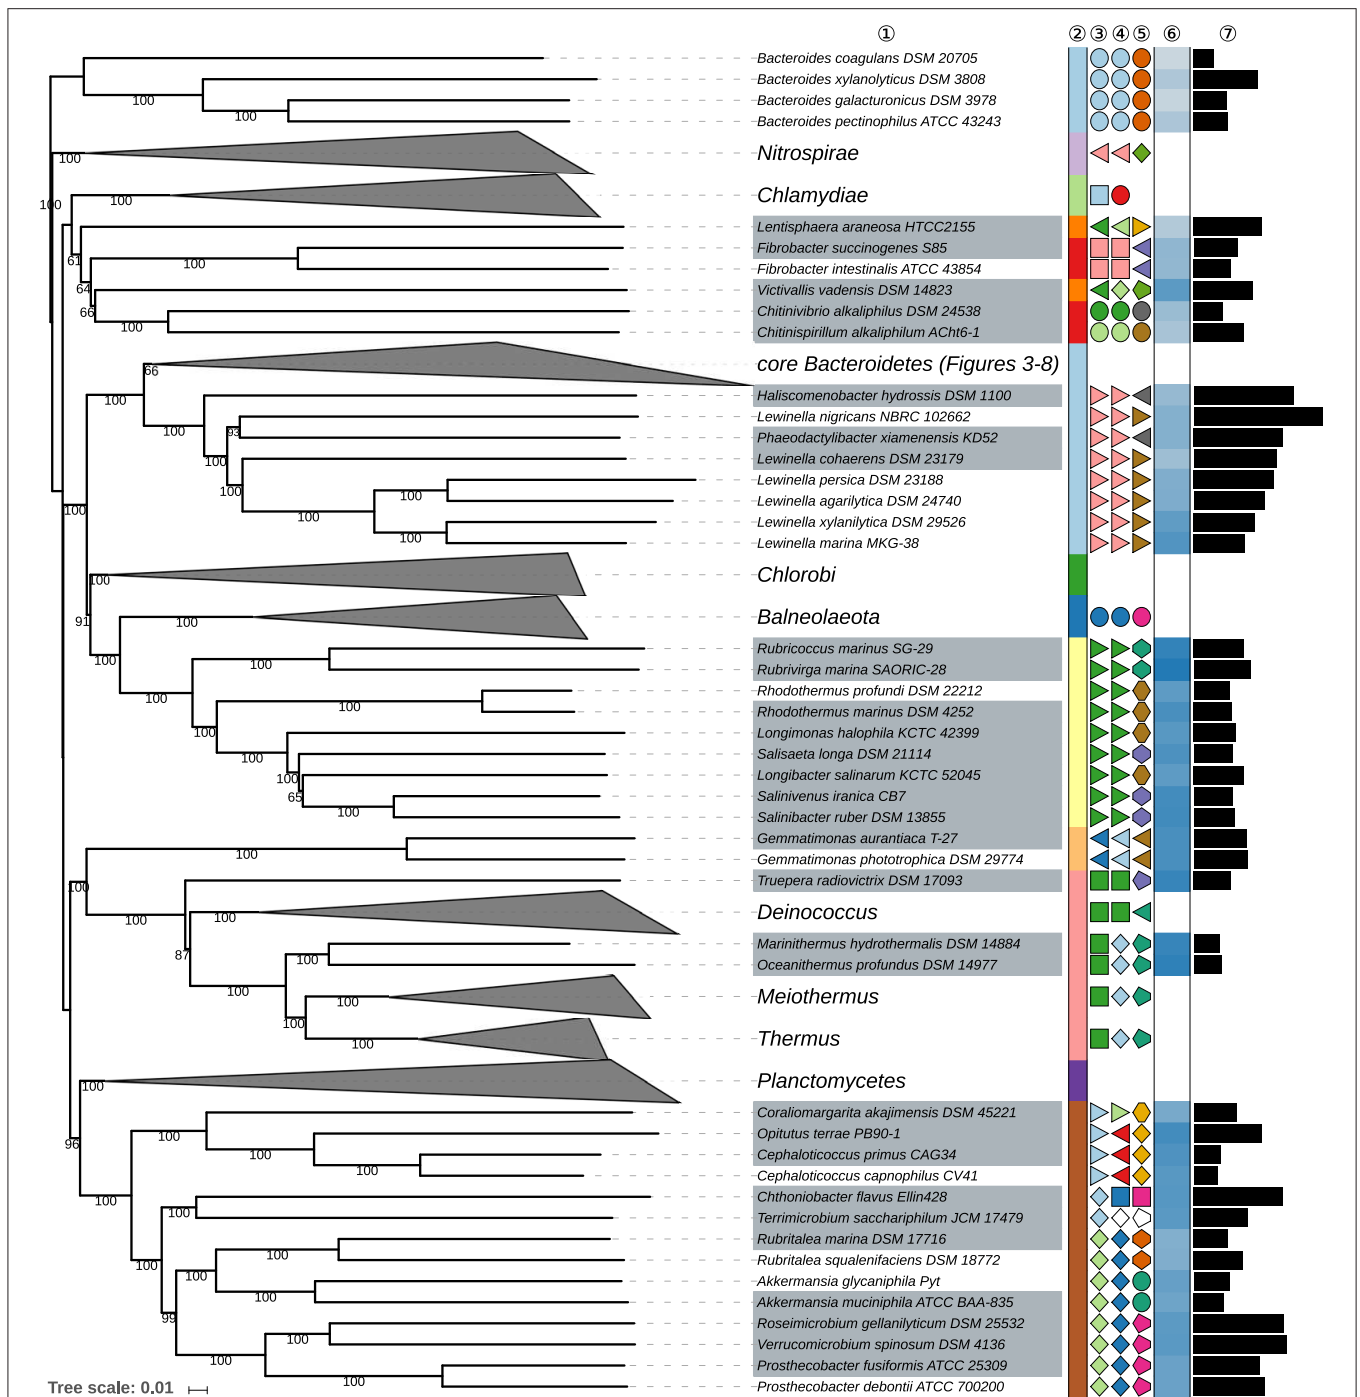 ① ② ③ ④ ⑤ ⑥ ⑦
Bacteroides coagulans DSM 20705
Bacteroides xylanolyticus DSM 3808
100
Bacteroides galacturonicus DSM 3978
100
Bacteroides pectinophilus ATCC 43243
Nitrospirae
100
Chlamydiae
100
100
Lentisphaera araneosa HTCC2155
Fibrobacter succinogenes S85
61
100
Fibrobacter intestinalis ATCC 43854
64
Victivallis vadensis DSM 14823
66
Chitinivibrio alkaliphilus DSM 24538
100
Chitinispirillum alkaliphilum ACht6-1
core Bacteroidetes (Figures 3-8)
66
Haliscomenobacter hydrossis DSM 1100
100
Lewinella nigricans NBRC 102662
100
93
Phaeodactylibacter xiamenensis KD52
Lewinella cohaerens DSM 23179
100
Lewinella persica DSM 23188
100
100
Lewinella agarilytica DSM 24740
100
100
Lewinella xylanilytica DSM 29526
100
Lewinella marina MKG-38
Chlorobi
100
Balneolaeota
91
100
Rubricoccus marinus SG-29
100
100
Rubrivirga marina SAORIC-28
Rhodothermus profundi DSM 22212
100
100
Rhodothermus marinus DSM 4252
Longimonas halophila KCTC 42399
100
Salisaeta longa DSM 21114
100
Longibacter salinarum KCTC 52045
65
Salinivenus iranica CB7
100
Salinibacter ruber DSM 13855
Gemmatimonas aurantiaca T-27
100
Gemmatimonas phototrophica DSM 29774
100
Truepera radiovictrix DSM 17093
Deinococcus
100
100
Marinithermus hydrothermalis DSM 14884
87
100
Oceanithermus profundus DSM 14977
100
Meiothermus
100
100
Thermus
100
Planctomycetes
100
Coraliomargarita akajimensis DSM 45221
Opitutus terrae PB90-1
96
100
Cephaloticoccus primus CAG34
100
100
Cephaloticoccus capnophilus CV41
Chthoniobacter flavus Ellin428
100
100
Terrimicrobium sacchariphilum JCM 17479
Rubritalea marina DSM 17716
100
Rubritalea squalenifaciens DSM 18772
100
Akkermansia glycaniphila Pyt
100
Akkermansia muciniphila ATCC BAA-835
99
Roseimicrobium gellanilyticum DSM 25532
100
Verrucomicrobium spinosum DSM 4136
100
Prosthecobacter fusiformis ATCC 25309
100
Prosthecobacter debontii ATCC 700200
Tree scale: 0.01